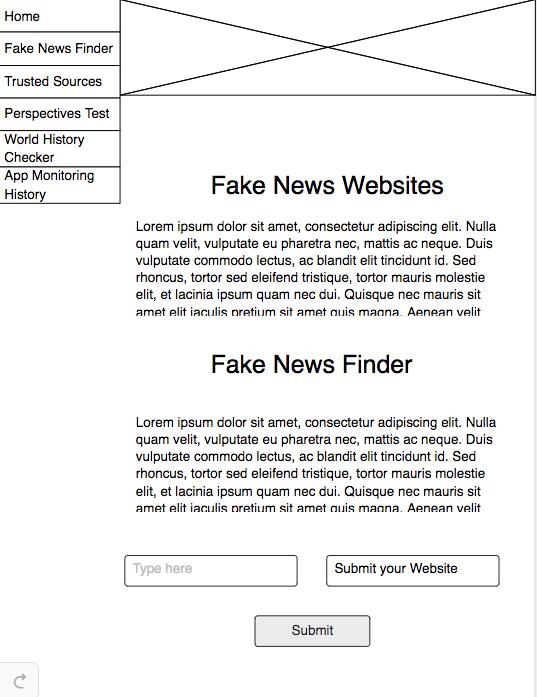 Home
Fake News Finder
Trusted Sources
Perspectives Test
World History
Checker
App Monitoring
History
Fake News Websites
Lorem ipsum dolor sit amet, consectetur adipiscing elit. Nulla
quam velit, vulputate eu pharetra nec, mattis ac neque. Duis
vulputate commodo lectus, ac blandit elit tincidunt id. Sed
rhoncus, tortor sed eleifend tristique, tortor mauris molestie
elit, et lacinia ipsum quam nec dui. Quisque nec mauris sit
amet elit iaculis pretium sit amet quis magna. Aenean velit
Fake News Finder
Lorem ipsum dolor sit amet, consectetur adipiscing elit. Nulla
quam velit, vulputate eu pharetra nec, mattis ac neque. Duis
vulputate commodo lectus, ac blandit elit tincidunt id. Sed
rhoncus, tortor sed eleifend tristique, tortor mauris molestie
elit, et lacinia ipsum quam nec dui. Quisque nec mauris sit
amet elit iaculis pretium sit amet quis magna. Aenean velit
Type here
Submit your Website
Submit